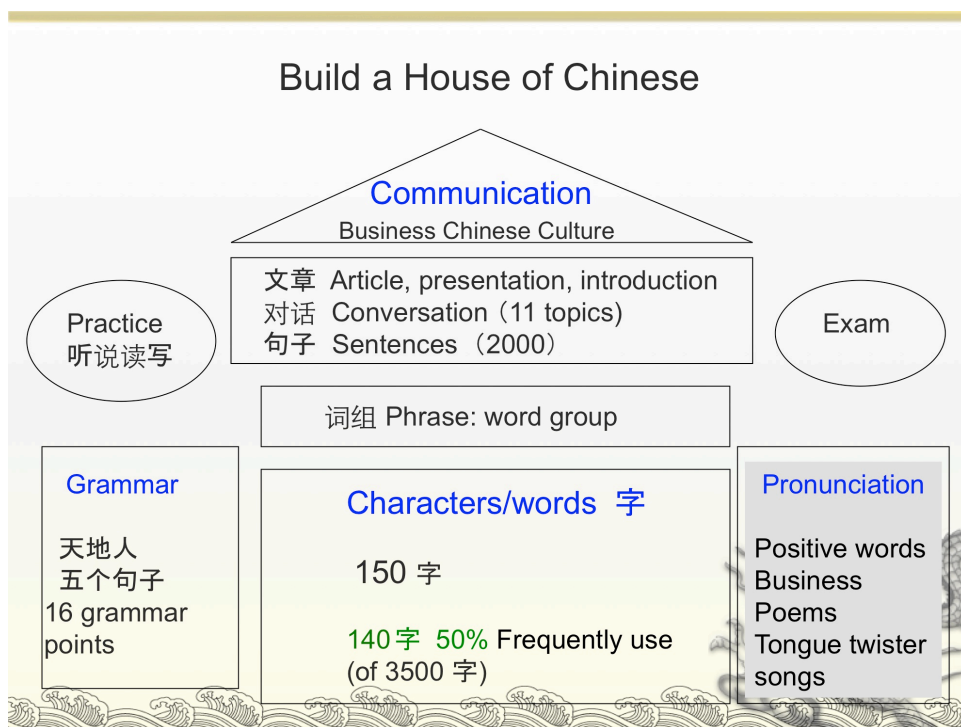 Build a House of Chinese
Communication
Business Chinese Culture
文章 Article, presentation, introduction
对话 Conversation（11 topics)
句子 Sentences （2000）
Practice
听说读写
Exam
词组 Phrase: word group
Grammar
天地人
五个句子
16 grammar
points
Characters/words 字
150 字
140字 50% Frequently use
(of 3500 字)
Pronunciation
Positive words
Business
Poems
Tongue twister
songs